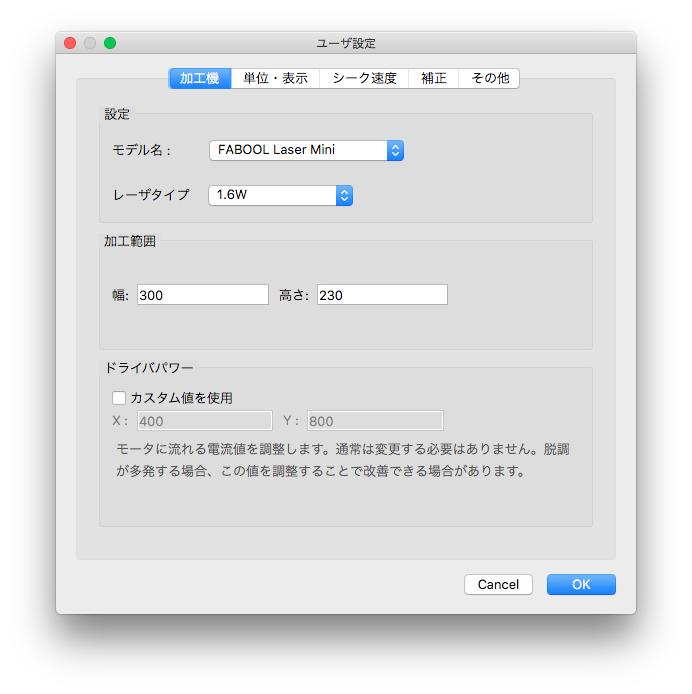 ユーザ設定
加工機 単位・表示 シーク速度 補正 その他
設定
モデル名： FABOOL Laser Mini
レーザタイプ 1.6W
加工範囲
幅: 300 高さ: 230
ドライバパワー
カスタム値を使用
X： 400 Y： 800
モータに流れる電流値を調整します。通常は変更する必要はありません。脱調
が多発する場合、この値を調整することで改善できる場合があります。
Cancel OK